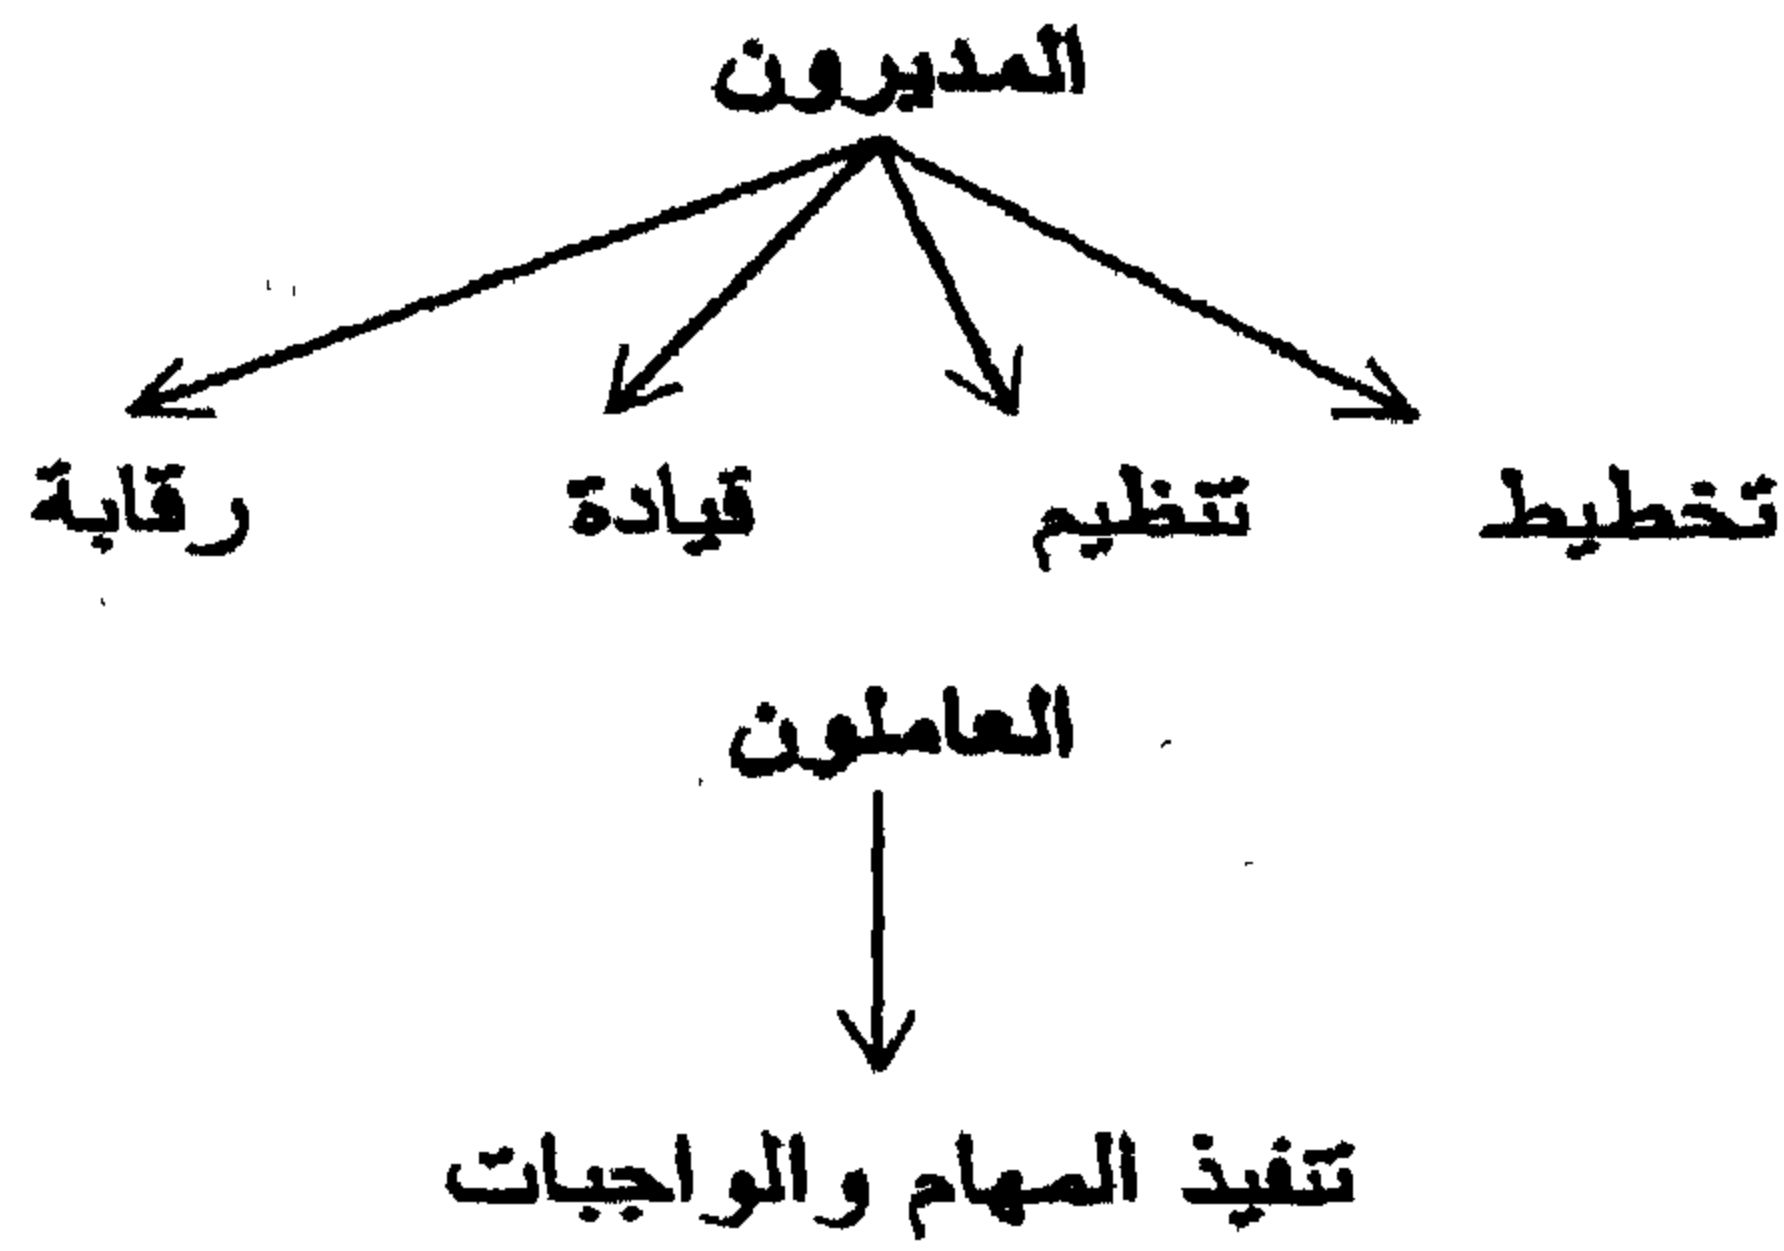 المديرون
تخطيط تنظيم قيادة رقابة
العاملون
تنفيذ المهام والواجبات